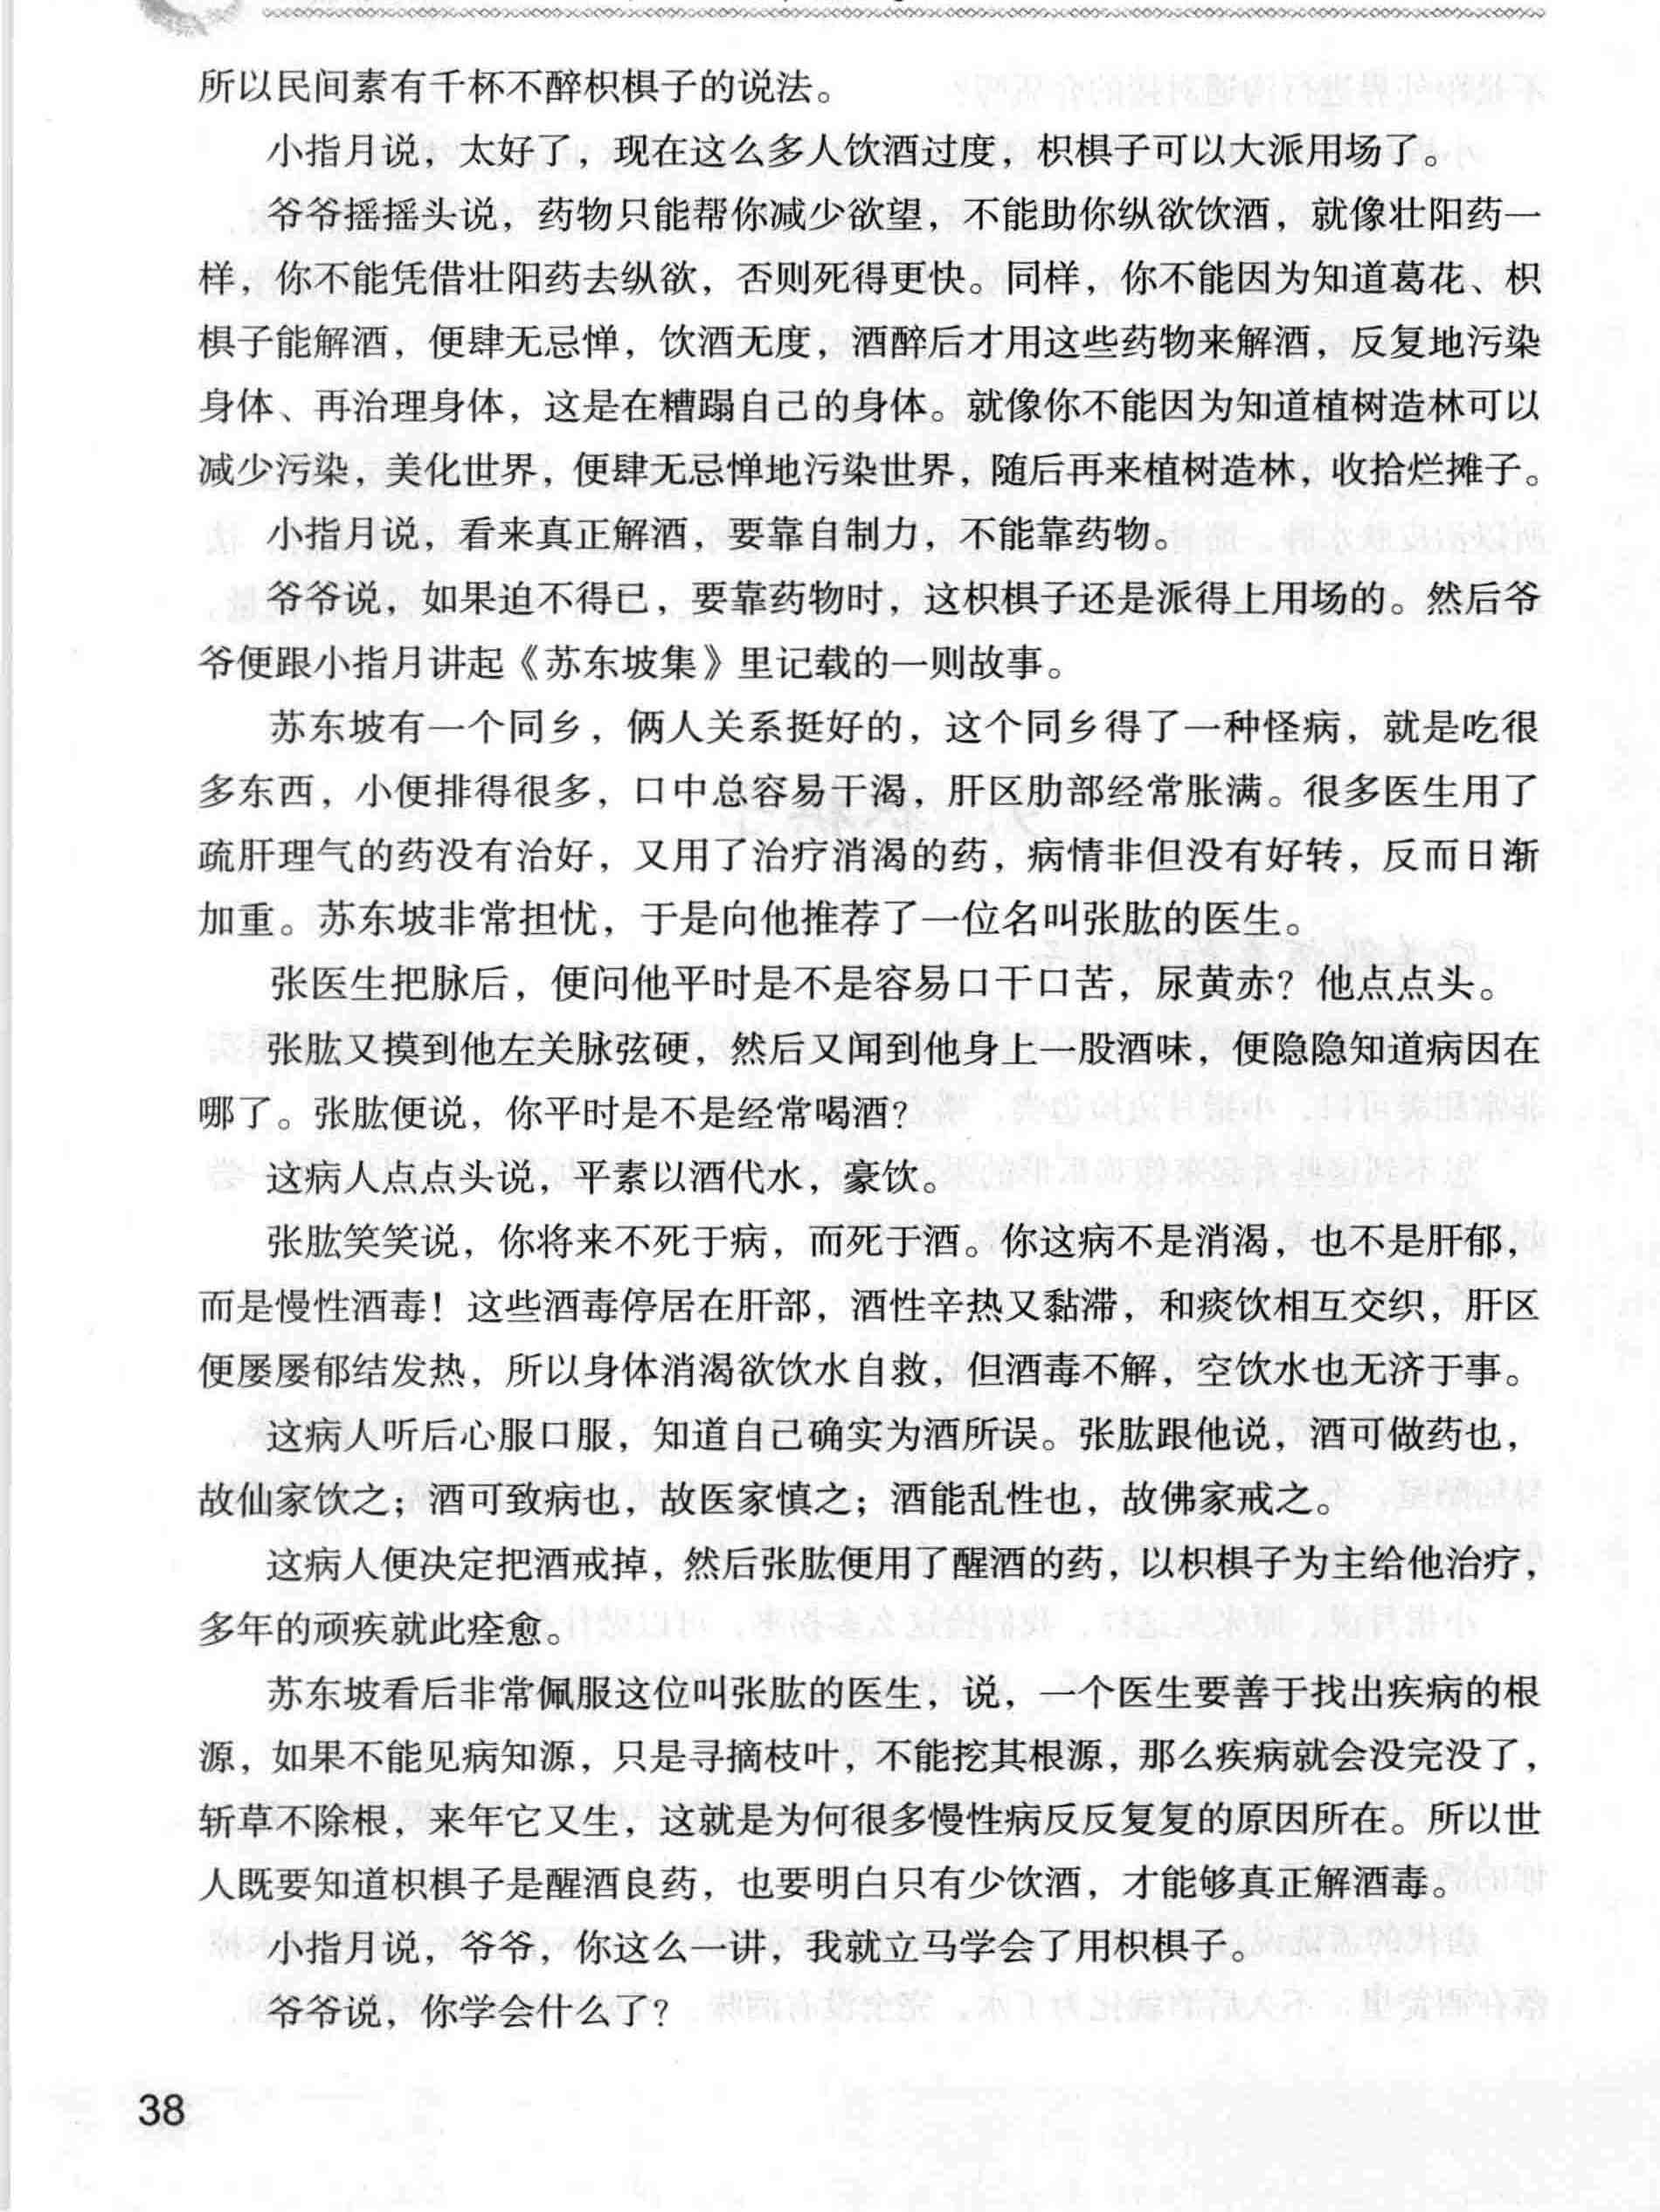 所以民间素有千杯不醉枳椇子的说法。
小指月说，太好了，现在这么多人饮酒过度，枳椇子可以大派用场了。
爷爷摇摇头说，药物只能帮你减少欲望，不能助你纵欲饮酒，就像壮阳药一
样，你不能凭借壮阳药去纵欲，否则死得更快。同样，你不能因为知道葛花、枳
椇子能解酒，便肆无忌惮，饮酒无度，酒醉后才用这些药物来解酒，反复地污染
身体、再治理身体，这是在糟蹋自己的身体。就像你不能因为知道植树造林可以
减少污染，美化世界，便肆无忌惮地污染世界，随后再来植树造林，收拾烂摊子。
小指月说，看来真正解酒，要靠自制力，不能靠药物。
爷爷说，如果迫不得已，要靠药物时，这枳椇子还是派得上用场的。然后爷
爷便跟小指月讲起《苏东坡集》里记载的一则故事。
苏东坡有一个同乡，俩人关系挺好的，这个同乡得了一种怪病，就是吃很
多东西，小便排得很多，口中总容易干渴，肝区肋部经常胀满。很多医生用了
疏肝理气的药没有治好，又用了治疗消渴的药，病情非但没有好转，反而日渐
加重。苏东坡非常担忧，于是向他推荐了一位名叫张肱的医生。
张医生把脉后，便问他平时是不是容易口干口苦，尿黄赤？他点点头。
张肱又摸到他左关脉弦硬，然后又闻到他身上一股酒味，便隐隐知道病因在
哪了。张肱便说，你平时是不是经常喝酒？
这病人点点头说，平素以酒代水，豪饮。
张肱笑笑说，你将来不死于病，而死于酒。你这病不是消渴，也不是肝郁，
而是慢性酒毒！这些酒毒停居在肝部，酒性辛热又黏滞，和痰饮相互交织，肝区
便屡屡郁结发热，所以身体消渴欲饮水自救，但酒毒不解，空饮水也无济于事。
这病人听后心服口服，知道自己确实为酒所误。张肱跟他说，酒可做药也，
故仙家饮之；酒可致病也，故医家慎之；酒能乱性也，故佛家戒之。
这病人便决定把酒戒掉，然后张肱便用了醒酒的药，以枳椇子为主给他治疗，
多年的顽疾就此痊愈。
苏东坡看后非常佩服这位叫张肱的医生，说，一个医生要善于找出疾病的根
源，如果不能见病知源，只是寻摘枝叶，不能挖其根源，那么疾病就会没完没了，
斩草不除根，来年它又生，这就是为何很多慢性病反反复复的原因所在。所以世
人既要知道枳椇子是醒酒良药，也要明白只有少饮酒，才能够真正解酒毒。
小指月说，爷爷，你这么一讲，我就立马学会了用枳椇子。
爷爷说，你学会什么了？
38